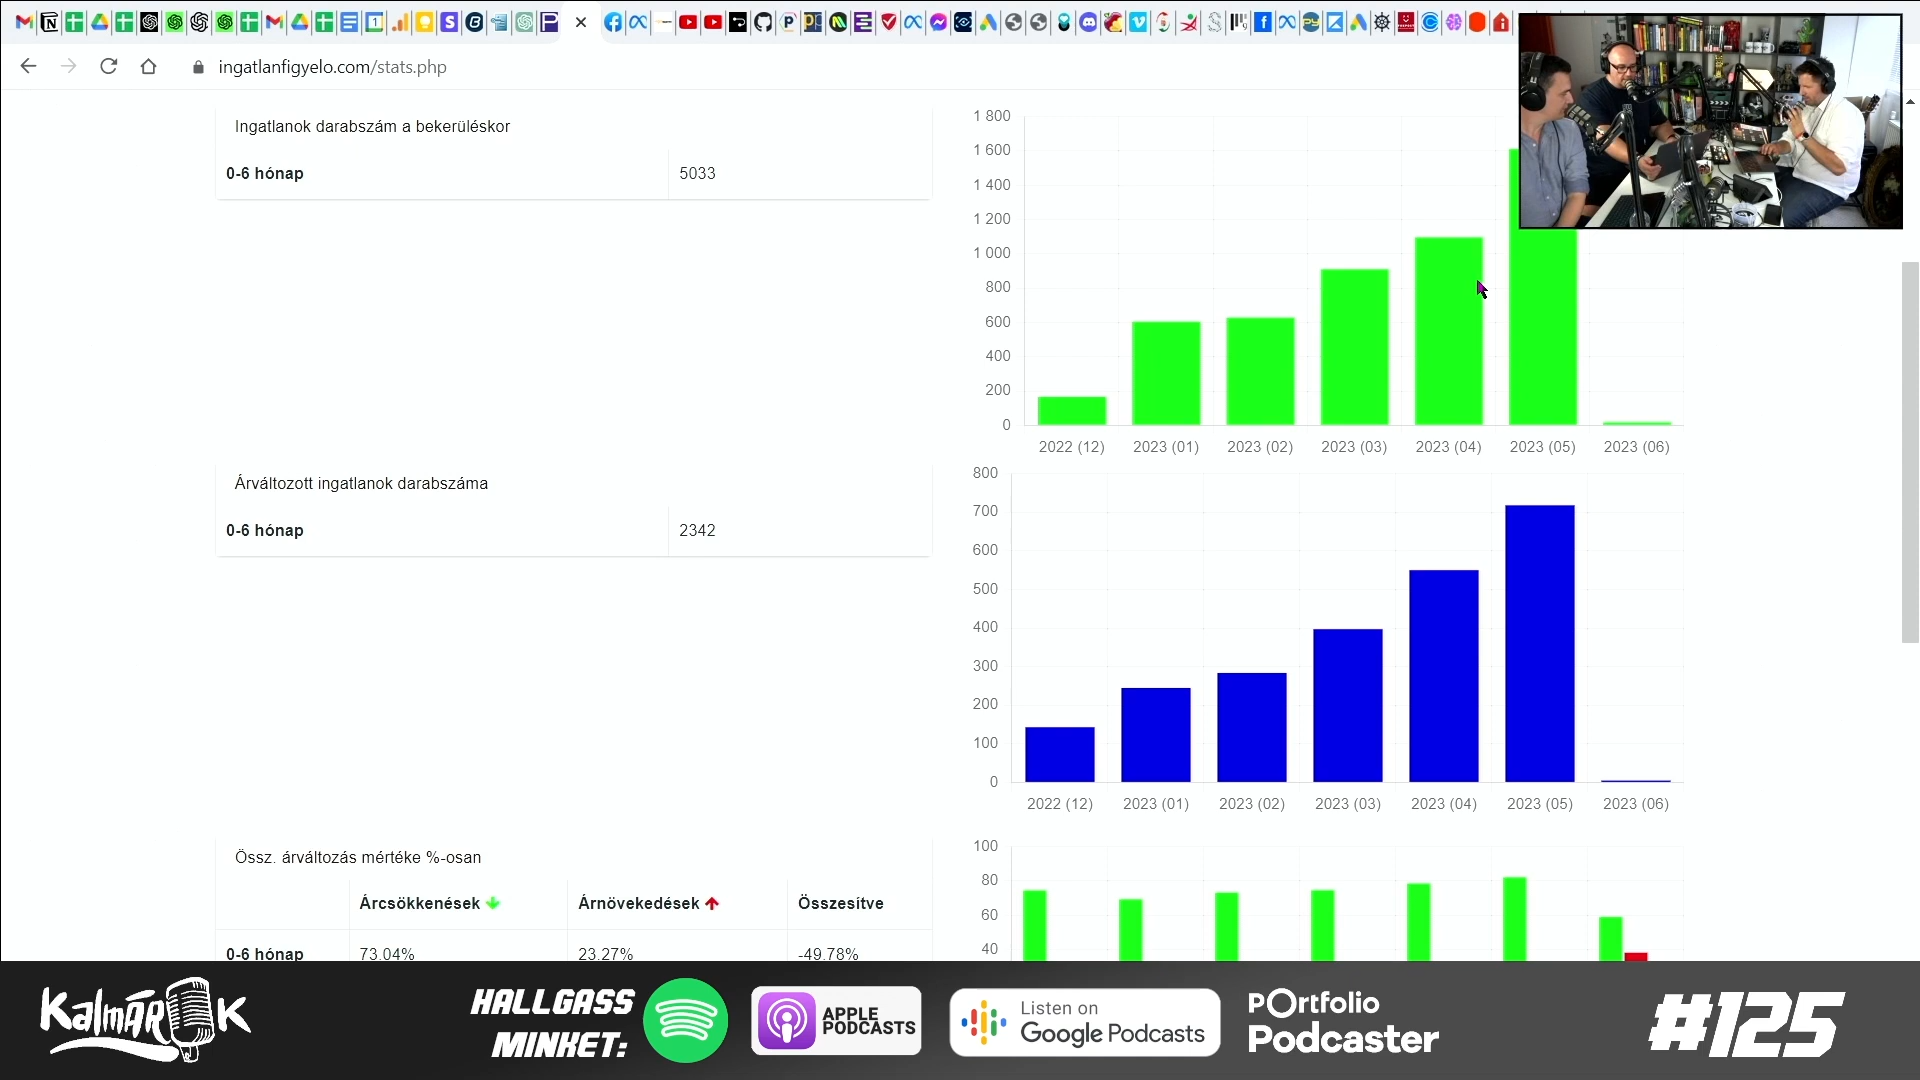 ingatlanfigyelo.com/stats.php
Ingatlanok darabszám a bekerüléskor
0-6 hónap 5033
1 800
1 600
1 400
1 200
1 000
800
600
400
200
0
2022 (12) 2023 (01) 2023 (02) 2023 (03) 2023 (04) 2023 (05) 2023 (06)
Árváltozott ingatlanok darabszáma
0-6 hónap 2342
800
700
600
500
400
300
200
100
0
2022 (12) 2023 (01) 2023 (02) 2023 (03) 2023 (04) 2023 (05) 2023 (06)
Össz. árváltozás mértéke %-osan
Árcsökkenések Árnövekedések Összesítve
0-6 hónap 73.04% 23.27% -49.78%
100
80
60
40
KalmáROK
HALLGASS
MINKET:
APPLE
PODCASTS
Listen on
Google Podcasts
POrtfolio
Podcaster
#125